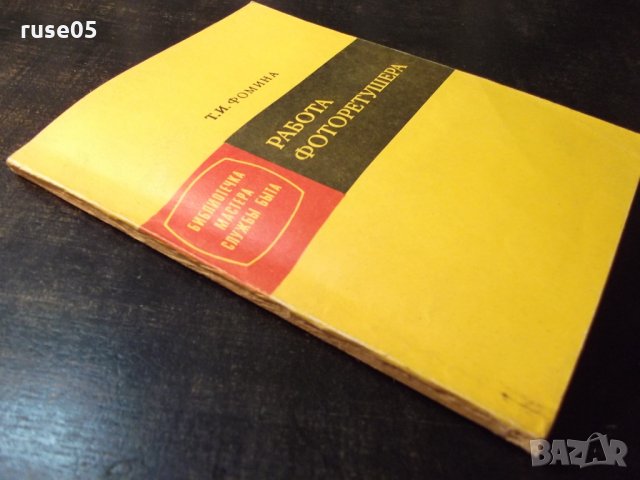 ruse05
Т.И. ФОМИНА
РАБОТА
ФОТОРЕТУШЕРА
БИБЛИОТЕЧКА
МАСТЕРА
СЛУЖБЫ БЫТА
BAZAR